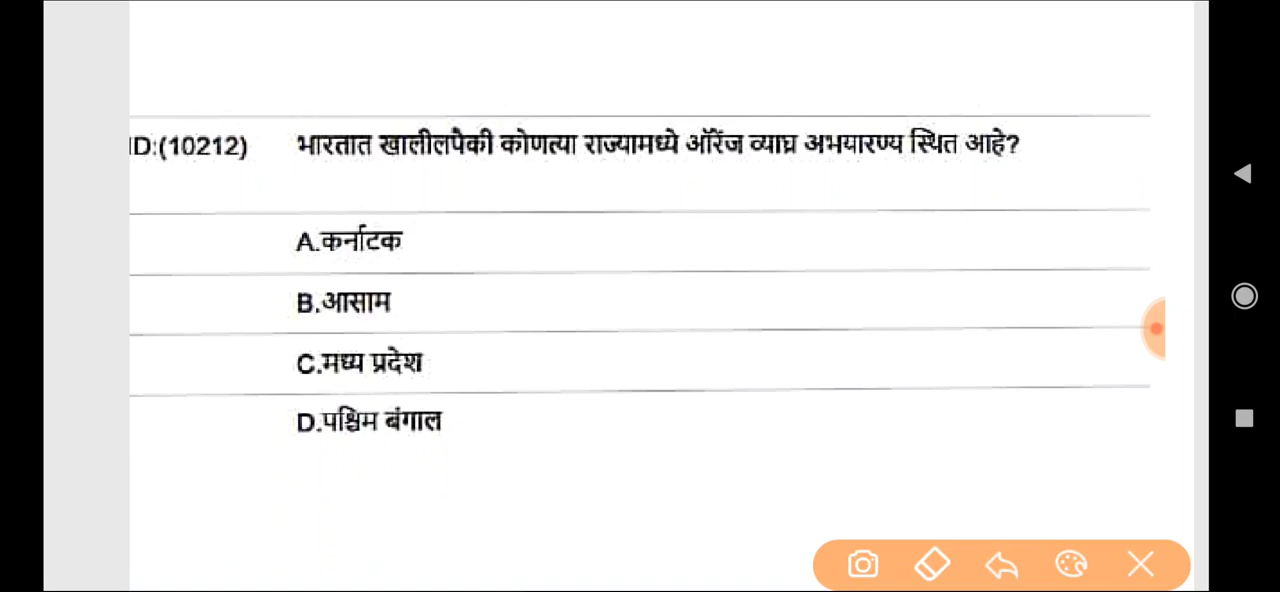 ID:(10212) भारतात खालीलपैकी कोणत्या राज्यामध्ये ऑरेंज व्याघ्र अभयारण्य स्थित आहे?
A.कर्नाटक
B.आसाम
C.मध्य प्रदेश
D.पश्चिम बंगाल